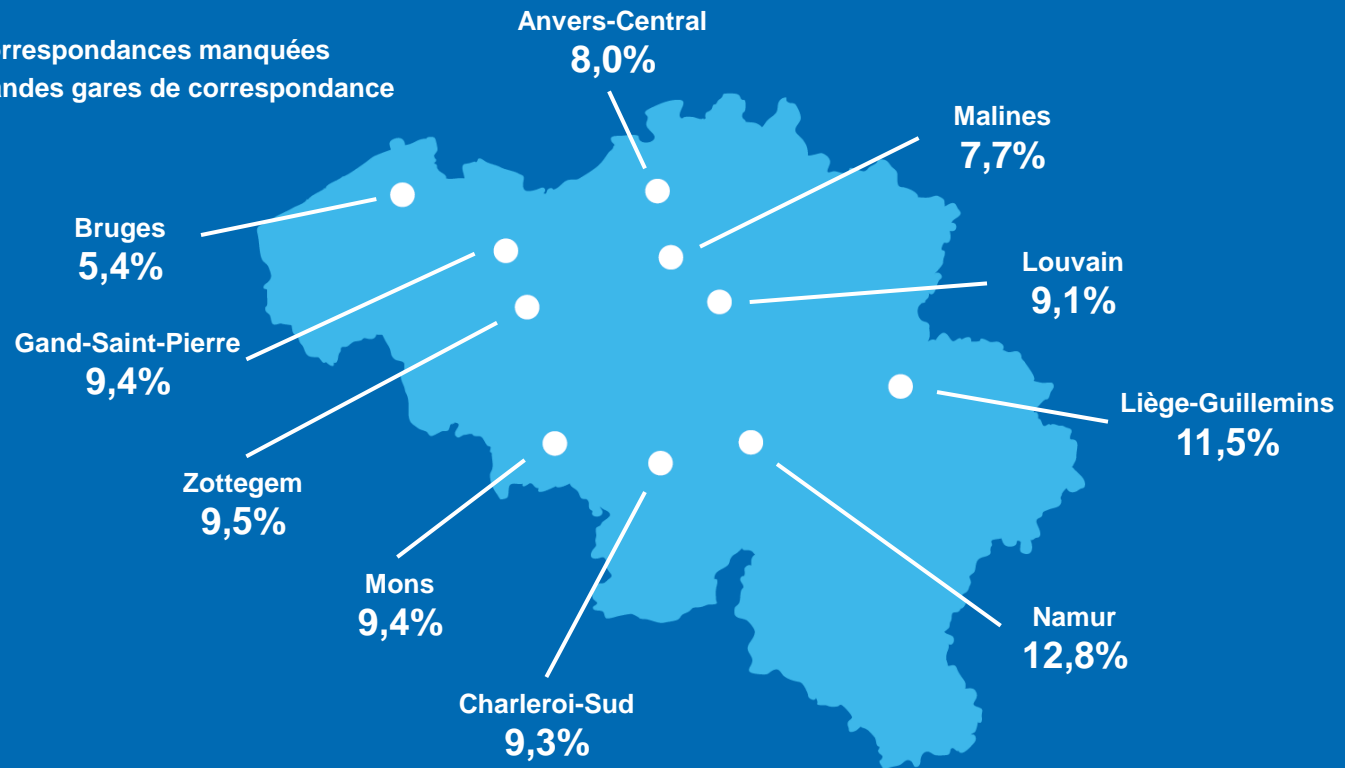 Anvers-Central
8,0%
correspondances manquées
grandes gares de correspondance
Malines
7,7%
Bruges
5,4%
Louvain
9,1%
Gand-Saint-Pierre
9,4%
Liège-Guillemins
11,5%
Zottegem
9,5%
Mons
9,4%
Namur
12,8%
Charleroi-Sud
9,3%